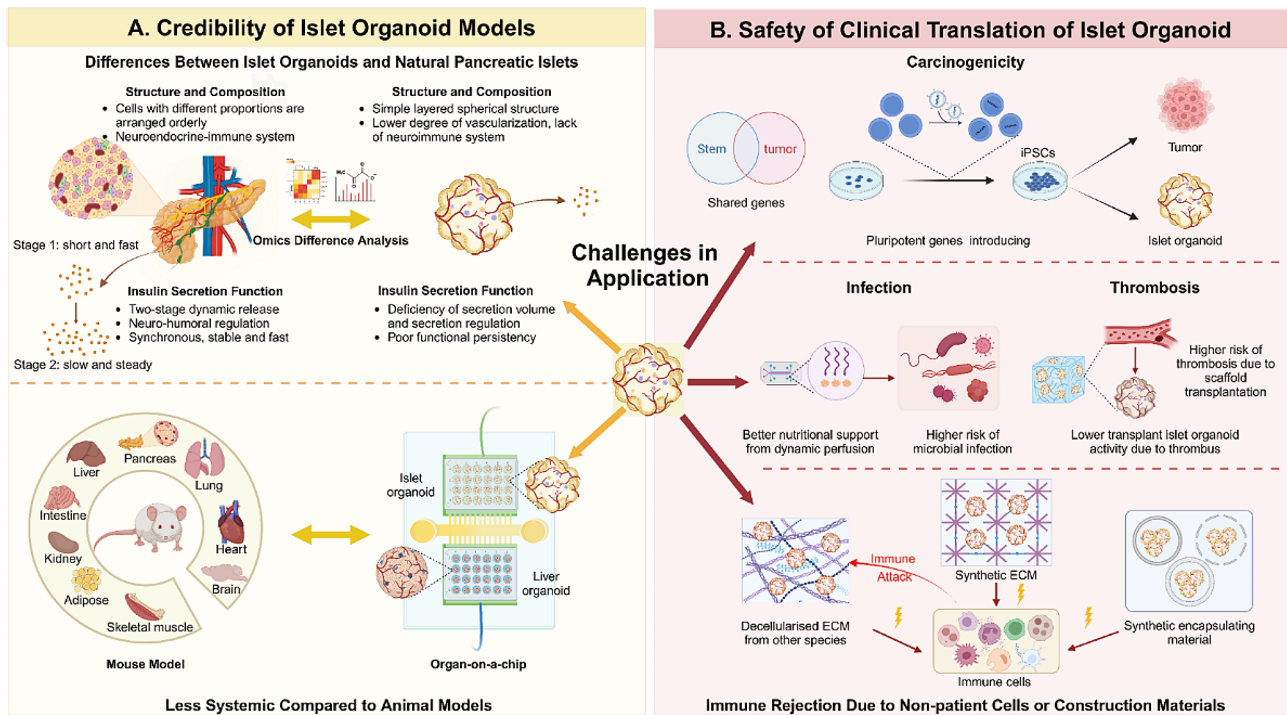 A. Credibility of Islet Organoid Models
Differences Between Islet Organoids and Natural Pancreatic Islets
Structure and Composition
• Cells with different proportions are
arranged orderly
• Neuroendocrine-immune system
Structure and Composition
• Simple layered spherical structure
• Lower degree of vascularization, lack
of neuroimmune system
Omics Difference Analysis
Stage 1: short and fast
Stage 2: slow and steady
Insulin Secretion Function
• Two-stage dynamic release
• Neuro-humoral regulation
• Synchronous, stable and fast
Insulin Secretion Function
• Deficiency of secretion volume
and secretion regulation
• Poor functional persistency
Challenges in
Application
Pancreas
Liver
Lung
Intestine
Heart
Kidney
Brain
Adipose
Skeletal muscle
Mouse Model
Islet
organoid
Liver
organoid
Organ-on-a-chip
Less Systemic Compared to Animal Models
B. Safety of Clinical Translation of Islet Organoid
Carcinogenicity
Stem
tumor
Shared genes
iPSCs
Pluripotent genes introducing
Tumor
Islet organoid
Infection
Better nutritional support
from dynamic perfusion
Higher risk of
microbial infection
Thrombosis
Higher risk of
thrombosis due to
scaffold
transplantation
Lower transplant islet organoid
activity due to thrombus
Immune
Attack
Decellularised ECM
from other species
Synthetic ECM
Immune cells
Synthetic encapsulating
material
Immune Rejection Due to Non-patient Cells or Construction Materials